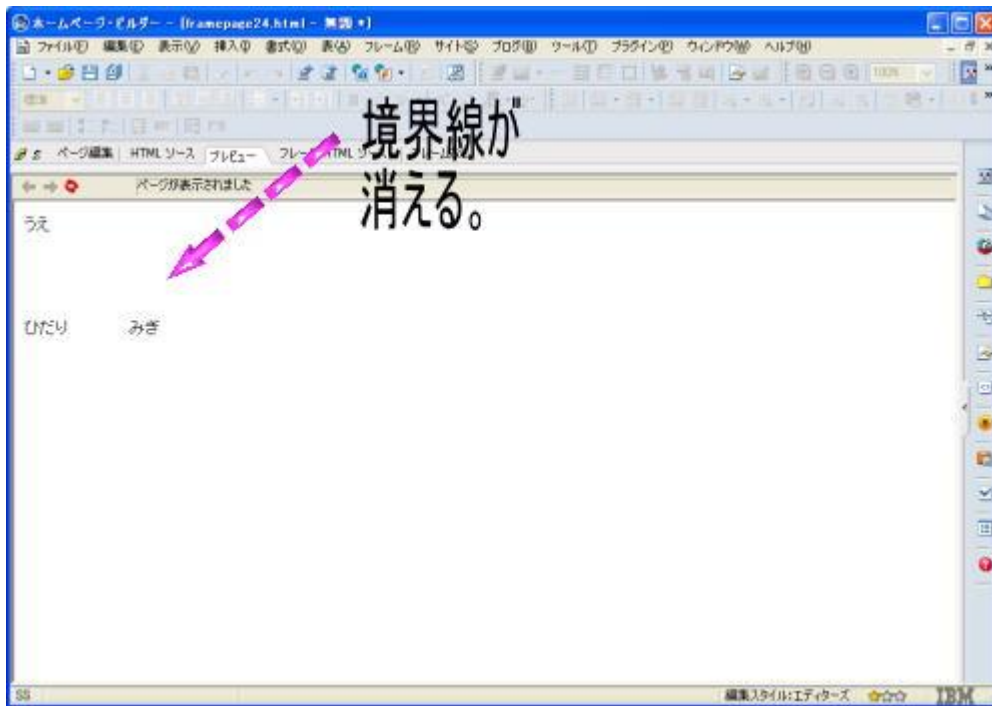 ホームページ・ビルダー - [framepage24.html - 無題 *]
ファイル(F) 編集(E) 表示(V) 挿入(I) 書式(O) 表(A) フレーム(R) サイト(S) ブログ(B) ツール(T) プラグイン(P) ウィンドウ(W) ヘルプ(H)
100%
境界線が
ページ編集 HTML ソース プレビュー
ページが表示されました
消える。
うえ
ひだり みぎ
SS 編集スタイル:エディターズ IBM